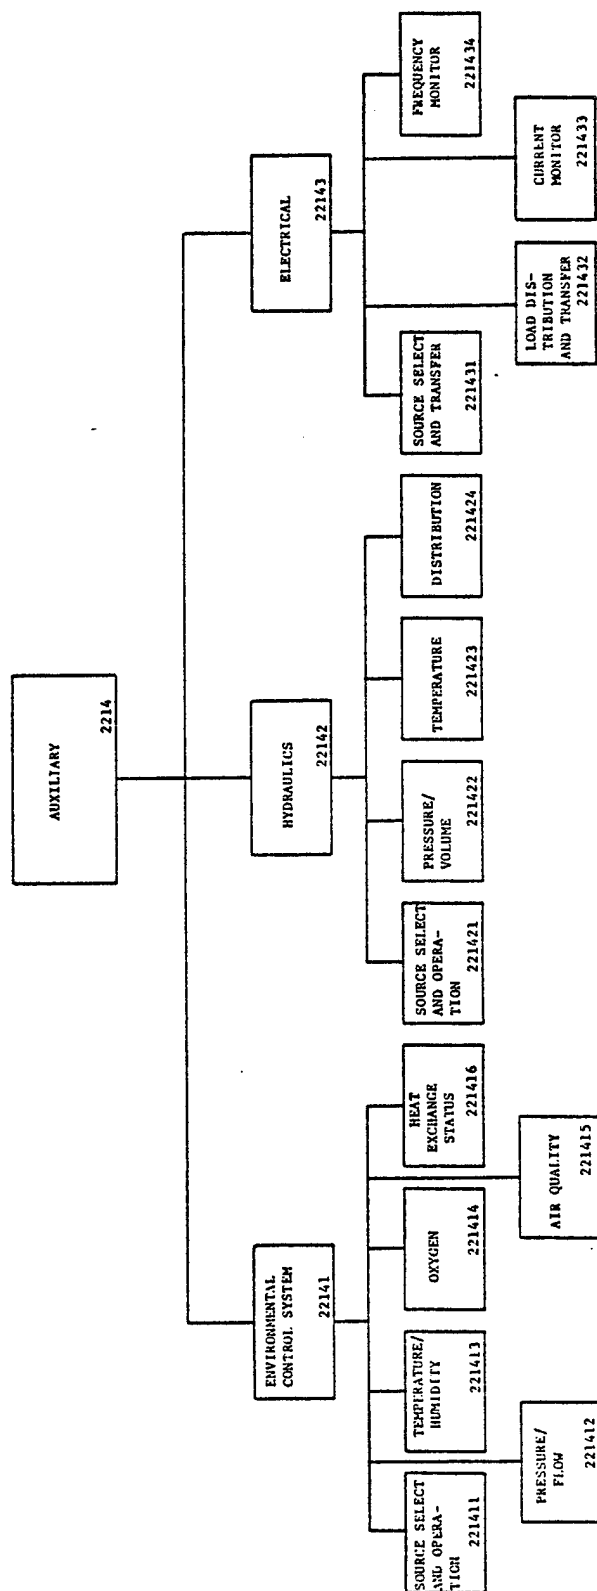 AUXILIARY
2214
ENVIRONMENTAL
CONTROL SYSTEM
22141
HYDRAULICS
22142
ELECTRICAL
22143
SOURCE SELECT
AND OPERA-
TION
221411
PRESSURE/
FLOW
221412
TEMPERATURE/
HUMIDITY
221413
OXYGEN
221414
AIR QUALITY
221415
HEAT
EXCHANGE
STATUS
221416
SOURCE SELECT
AND OPERA-
TION
221421
PRESSURE/
VOLUME
221422
TEMPERATURE
221423
DISTRIBUTION
221424
SOURCE SELECT
AND TRANSFER
221431
LOAD DIS-
TRIBUTION
AND TRANSFER
221432
CURRENT
MONITOR
221433
FREQUENCY
MONITOR
221434